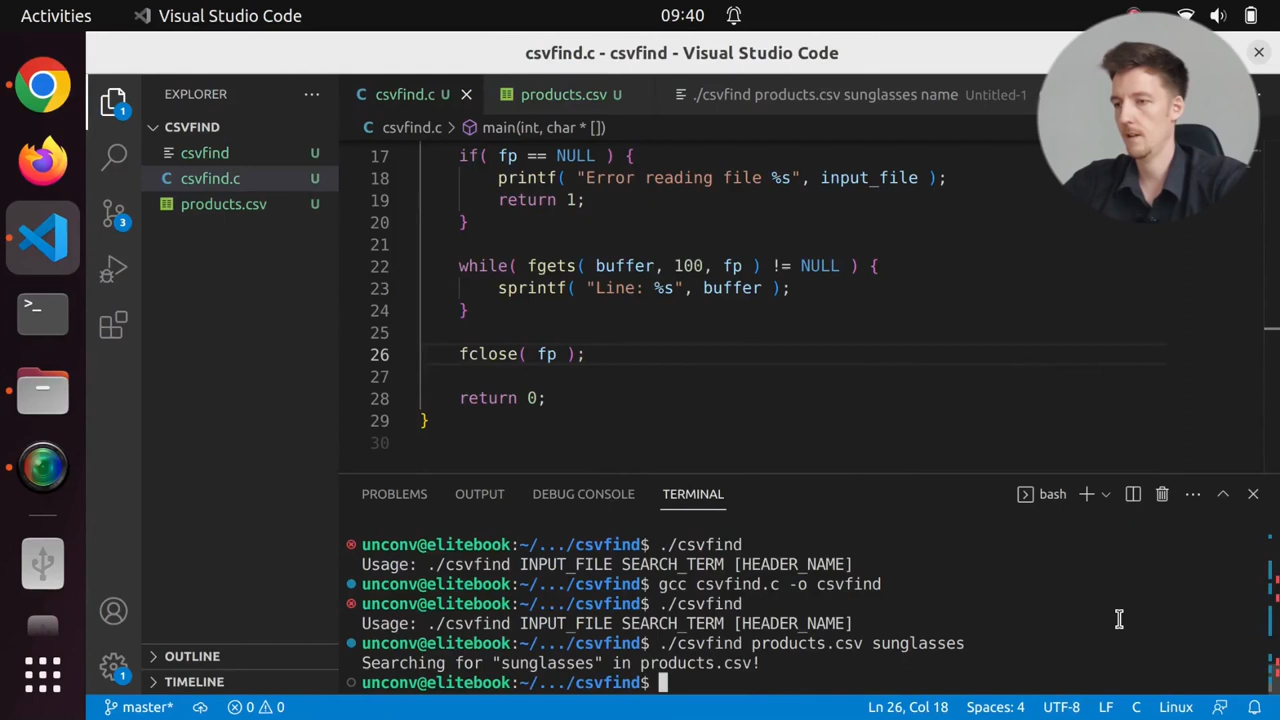 Activities
Visual Studio Code
09:40
csvfind.c - csvfind - Visual Studio Code
EXPLORER
csvfind.c U
products.csv U
./csvfind products.csv sunglasses name Untitled-1
CSVFIND
csvfind.c
main(int, char * [])
csvfind U
csvfind.c U
products.csv U
17 if( fp == NULL ) {
18 printf( "Error reading file %s", input_file );
19 return 1;
20 }
21
22 while( fgets( buffer, 100, fp ) != NULL ) {
23 sprintf( "Line: %s", buffer );
24 }
25
26 fclose( fp );
27
28 return 0;
29 }
30
1
3
PROBLEMS
OUTPUT
DEBUG CONSOLE
TERMINAL
bash
unconv@elitebook:~/.../csvfind$ ./csvfind
Usage: ./csvfind INPUT_FILE SEARCH_TERM [HEADER_NAME]
unconv@elitebook:~/.../csvfind$ gcc csvfind.c -o csvfind
unconv@elitebook:~/.../csvfind$ ./csvfind
Usage: ./csvfind INPUT_FILE SEARCH_TERM [HEADER_NAME]
unconv@elitebook:~/.../csvfind$ ./csvfind products.csv sunglasses
Searching for "sunglasses" in products.csv!
unconv@elitebook:~/.../csvfind$
OUTLINE
TIMELINE
1
master*
0
0
Ln 26, Col 18
Spaces: 4
UTF-8
LF
C
Linux